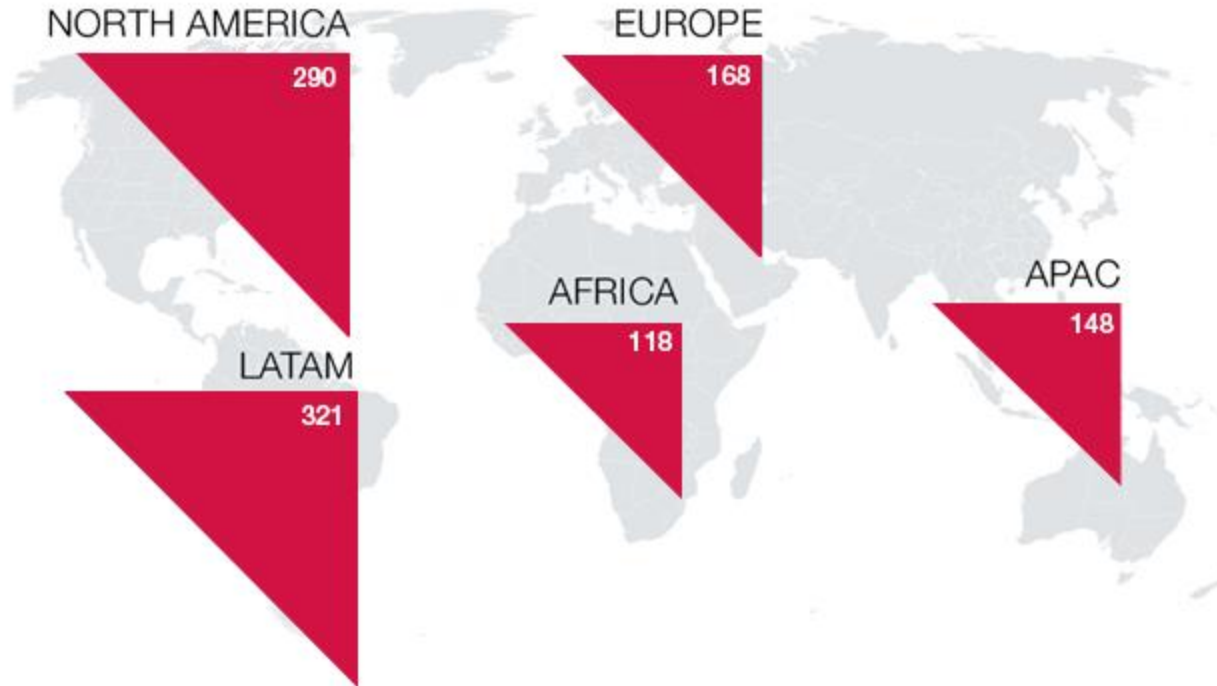 NORTH AMERICA
290
EUROPE
168
AFRICA
118
APAC
148
LATAM
321